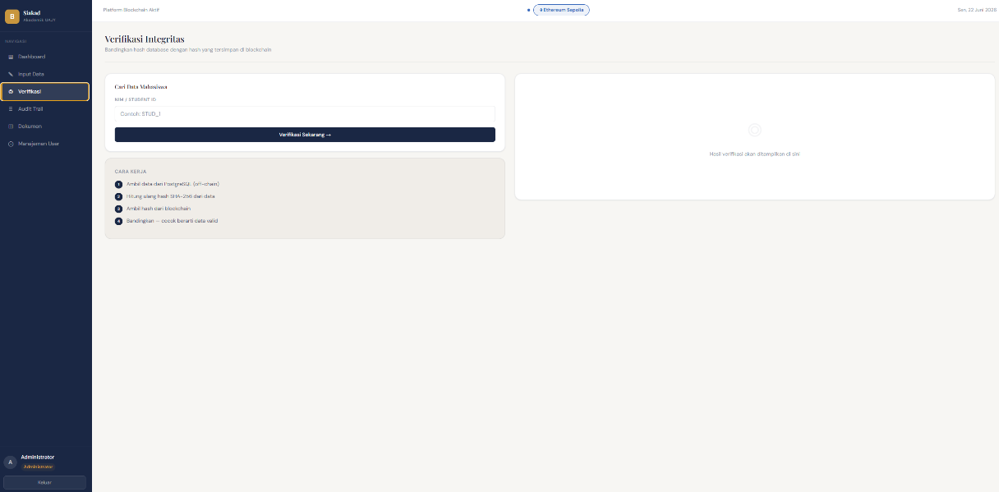 B
Siakad
Akademik UAJY
NAVIGASI
Dashboard
Input Data
Verifikasi
Audit Trail
Dokumen
Manajemen User
A
Administrator
Administrator
Keluar
Platform Blockchain Aktif
Ethereum Sepolia
Sen, 22 Juni 2026
Verifikasi Integritas
Bandingkan hash database dengan hash yang tersimpan di blockchain
Cari Data Mahasiswa
NIM / STUDENT ID
Contoh: STUD_1
Verifikasi Sekarang →
CARA KERJA
1 Ambil data dari PostgreSQL (off-chain)
2 Hitung ulang hash SHA-256 dari data
3 Ambil hash dari blockchain
4 Bandingkan — cocok berarti data valid
Hasil verifikasi akan ditampilkan di sini